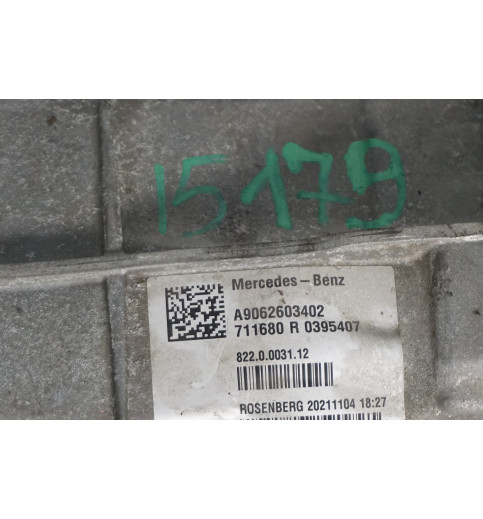 15179
Mercedes-Benz
A9062603402
711680 R 0395407
822.0.0031.12
ROSENBERG 20211104 18:27